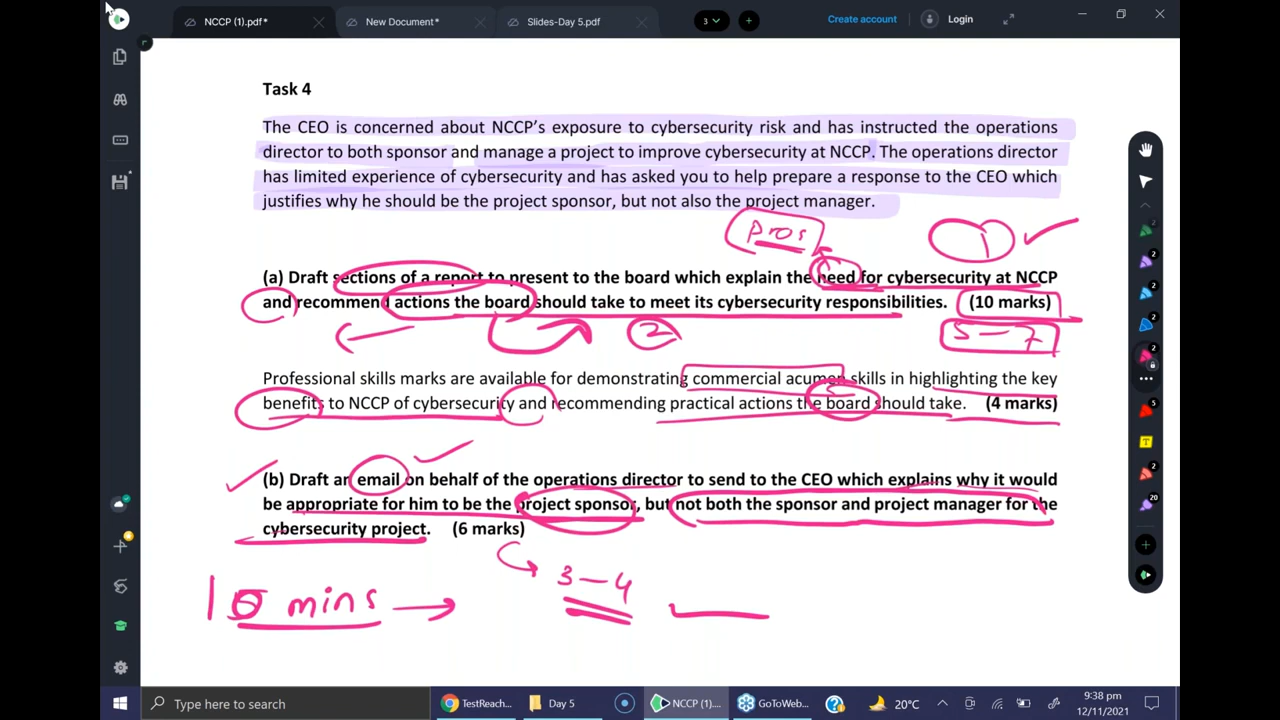 NCCP (1).pdf*
New Document*
Slides-Day 5.pdf
3
Create account
Login
Task 4
The CEO is concerned about NCCP's exposure to cybersecurity risk and has instructed the operations
director to both sponsor and manage a project to improve cybersecurity at NCCP. The operations director
has limited experience of cybersecurity and has asked you to help prepare a response to the CEO which
justifies why he should be the project sponsor, but not also the project manager.
Pros
1
(a) Draft sections of a report to present to the board which explain the need for cybersecurity at NCCP
and recommend actions the board should take to meet its cybersecurity responsibilities. (10 marks)
2
5 – 7
Professional skills marks are available for demonstrating commercial acumen skills in highlighting the key
benefits to NCCP of cybersecurity and recommending practical actions the board should take. (4 marks)
(b) Draft an email on behalf of the operations director to send to the CEO which explains why it would
be appropriate for him to be the project sponsor, but not both the sponsor and project manager for the
cybersecurity project. (6 marks)
3 – 4
10 mins
2
2
2
2
2
5
T
2
20
Type here to search
TestReach...
Day 5
NCCP (1)....
GoToWeb...
20°C
9:38 pm
12/11/2021